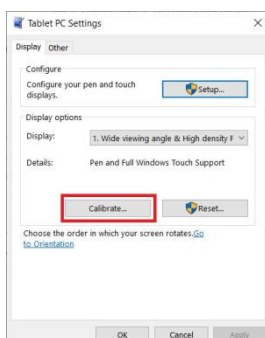 Tablet PC Settings
Display Other
Configure
Configure your pen and touch
displays.
Setup...
Display options
Display:
1. Wide viewing angle & High density F
Details:
Pen and Full Windows Touch Support
Calibrate...
Reset...
Choose the order in which your screen rotates.Go
to Orientation
OK Cancel Apply